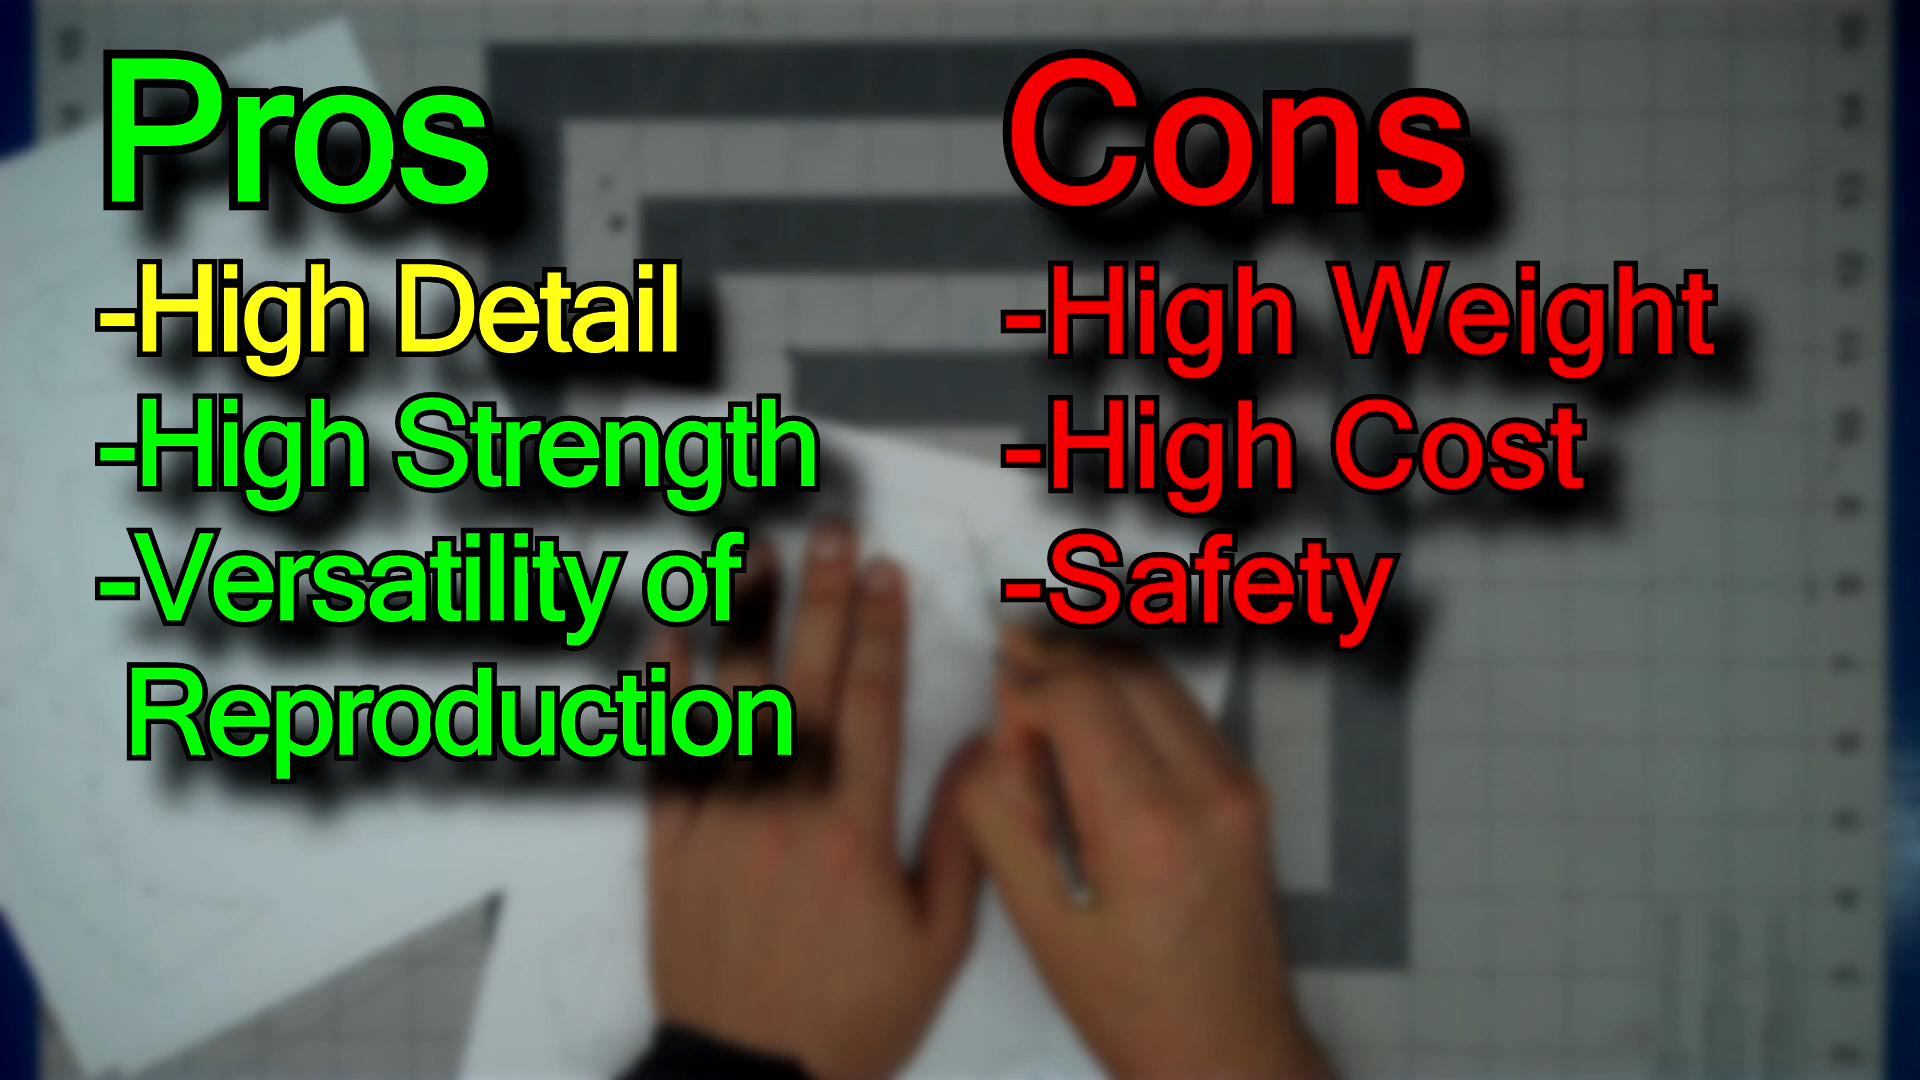 Pros
-High Detail
-High Strength
-Versatility of
Reproduction
Cons
-High Weight
-High Cost
-Safety